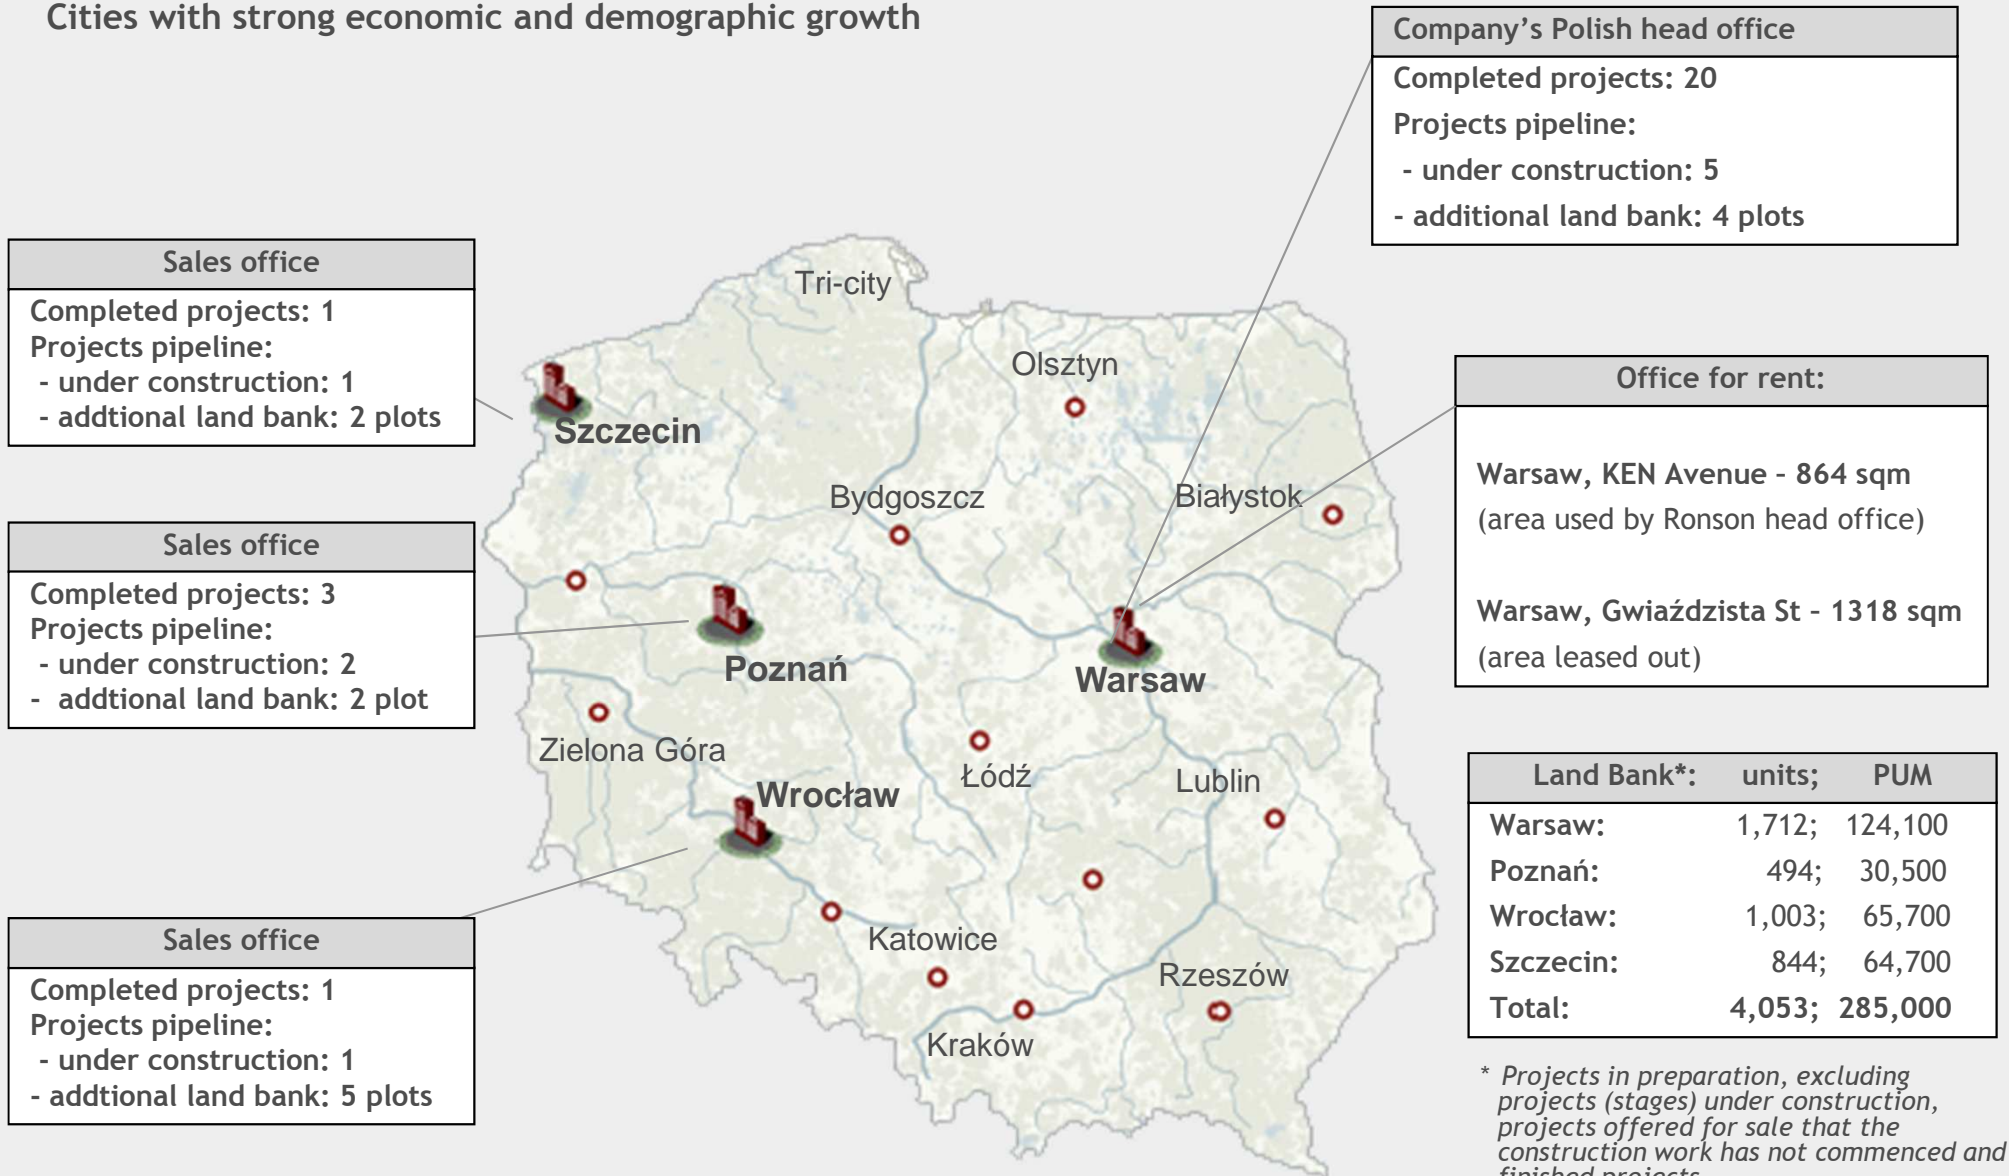 Cities with strong economic and demographic growth
Company’s Polish head office
Completed projects: 20
Projects pipeline:
- under construction: 5
- additional land bank: 4 plots
Sales office
Completed projects: 1
Projects pipeline:
- under construction: 1
- addtional land bank: 2 plots
Sales office
Completed projects: 3
Projects pipeline:
- under construction: 2
- addtional land bank: 2 plot
Sales office
Completed projects: 1
Projects pipeline:
- under construction: 1
- addtional land bank: 5 plots
Tri-city
Olsztyn
Szczecin
Bydgoszcz
Białystok
Poznań
Warsaw
Zielona Góra
Wrocław
Łódź
Lublin
Katowice
Rzeszów
Kraków
Office for rent:
Warsaw, KEN Avenue – 864 sqm
(area used by Ronson head office)
Warsaw, Gwiaździsta St – 1318 sqm
(area leased out)
Land Bank*: units; PUM
Warsaw: 1,712; 124,100
Poznań: 494; 30,500
Wrocław: 1,003; 65,700
Szczecin: 844; 64,700
Total: 4,053; 285,000
* Projects in preparation, excluding
projects (stages) under construction,
projects offered for sale that the
construction work has not commenced and
finished projects